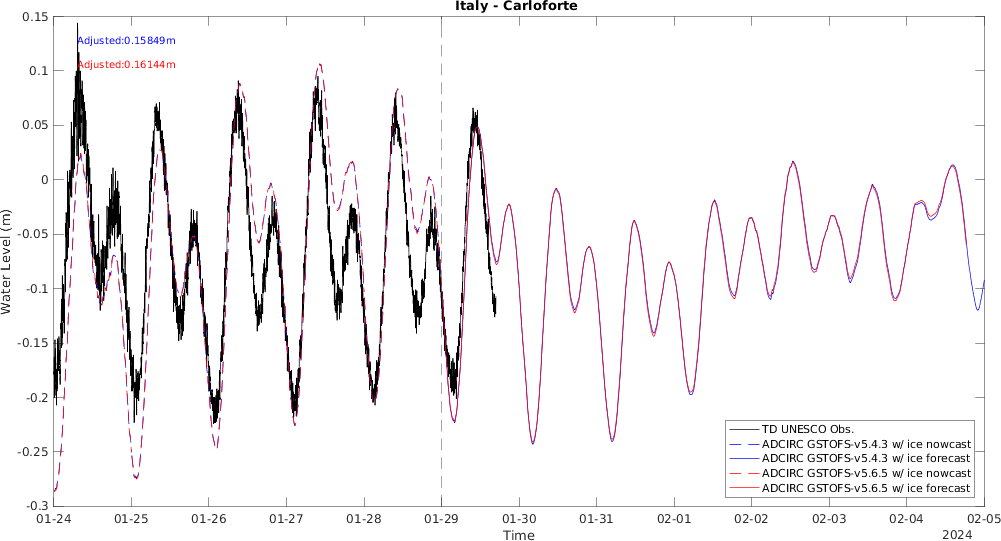 Italy - Carloforte
Adjusted:0.15849m
Adjusted:0.16144m
0.15
0.1
0.05
0
-0.05
-0.1
-0.15
-0.2
-0.25
-0.3
Water Level (m)
TD UNESCO Obs.
ADCIRC GSTOFS-v5.4.3 w/ ice nowcast
ADCIRC GSTOFS-v5.4.3 w/ ice forecast
ADCIRC GSTOFS-v5.6.5 w/ ice nowcast
ADCIRC GSTOFS-v5.6.5 w/ ice forecast
01-24 01-25 01-26 01-27 01-28 01-29 01-30 01-31 02-01 02-02 02-03 02-04 02-05
Time
2024